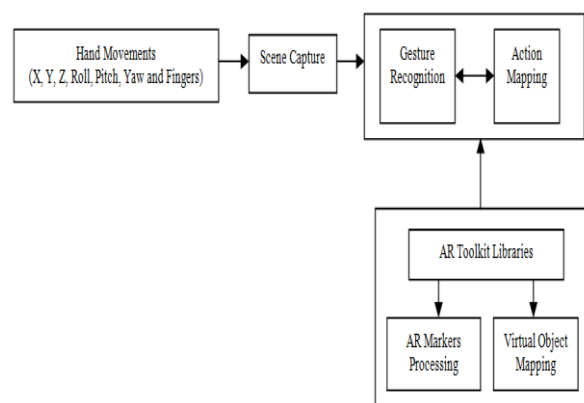 Hand Movements
(X, Y, Z, Roll, Pitch, Yaw and Fingers)
Scene Capture
Gesture
Recognition
Action
Mapping
AR Toolkit Libraries
AR Markers
Processing
Virtual Object
Mapping